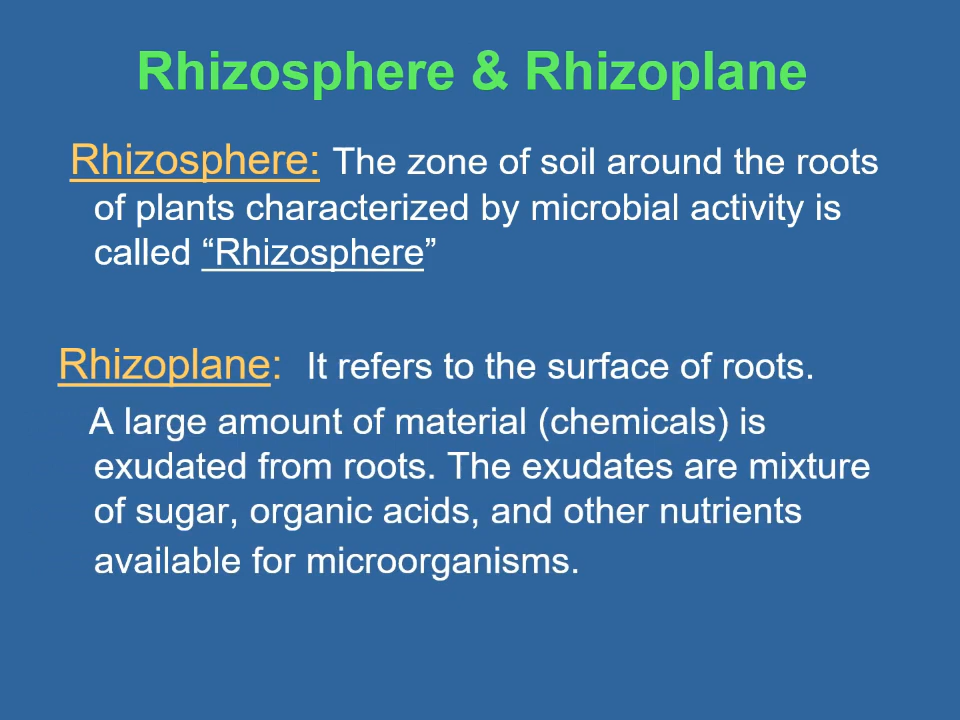 Rhizosphere & Rhizoplane
Rhizosphere: The zone of soil around the roots
of plants characterized by microbial activity is
called “Rhizosphere”
Rhizoplane: It refers to the surface of roots.
A large amount of material (chemicals) is
exudated from roots. The exudates are mixture
of sugar, organic acids, and other nutrients
available for microorganisms.